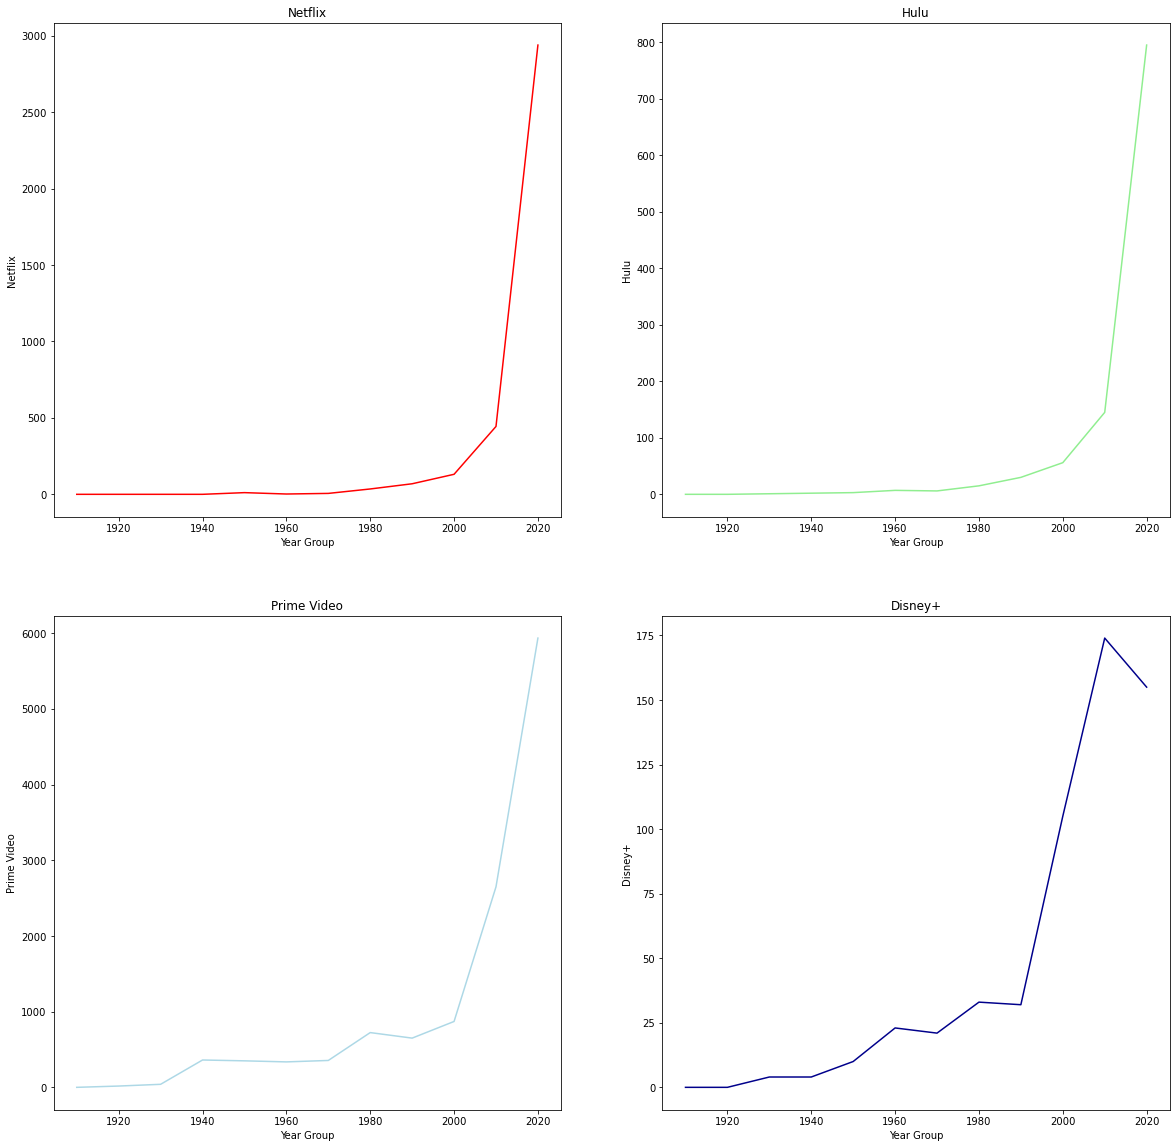 Netflix
3000
2500
2000
1500
1000
500
0
Netflix
1920 1940 1960 1980 2000 2020
Year Group
Hulu
800
700
600
500
400
300
200
100
0
Hulu
1920 1940 1960 1980 2000 2020
Year Group
Prime Video
6000
5000
4000
3000
2000
1000
0
Prime Video
1920 1940 1960 1980 2000 2020
Year Group
Disney+
175
150
125
100
75
50
25
0
Disney+
1920 1940 1960 1980 2000 2020
Year Group